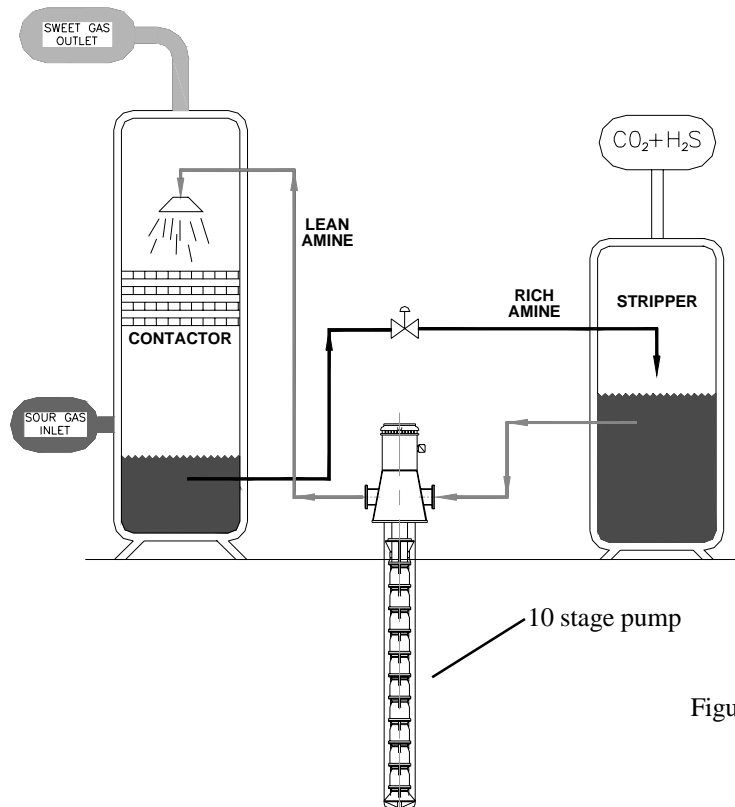 SWEET GAS
OUTLET
CO₂+H₂S
LEAN
AMINE
RICH
AMINE
STRIPPER
CONTACTOR
SOUR GAS
INLET
10 stage pump
Figu